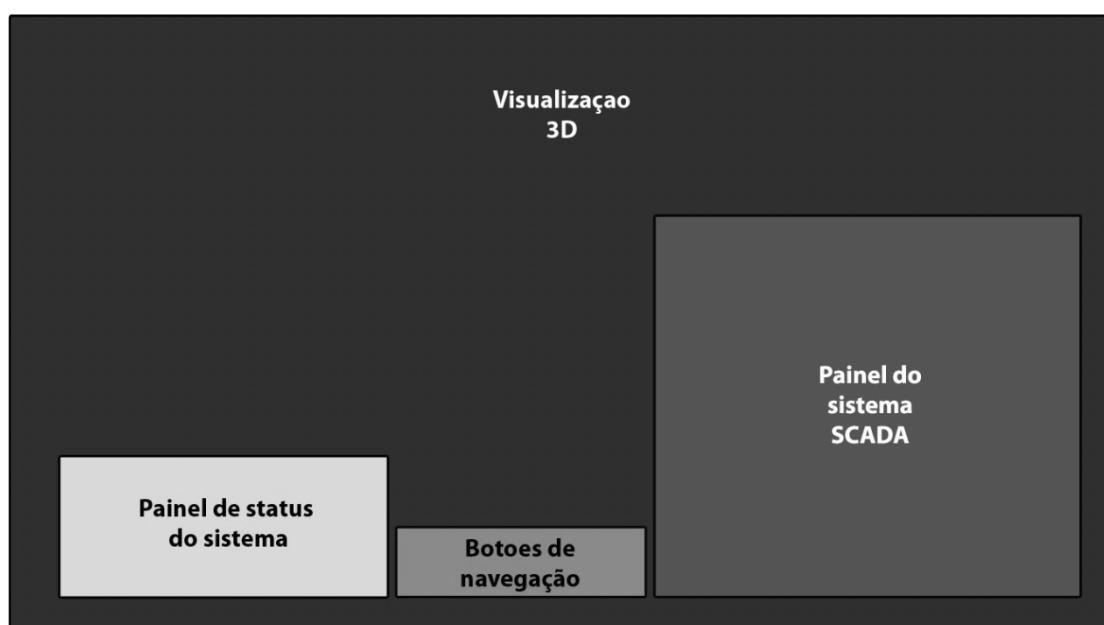 Visualizaçao
3D
Painel do
sistema
SCADA
Painel de status
do sistema
Botoes de
navegação